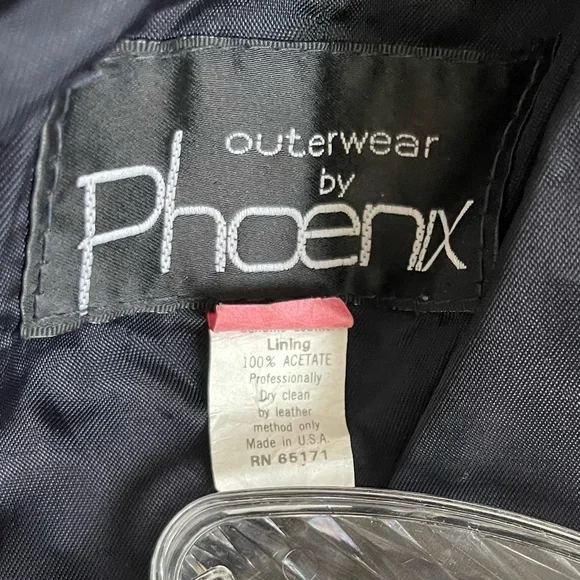 outerwear
by
Phoenix
Lining
100% ACETATE
Professionally
Dry clean
by leather
method only
Made in U.S.A.
RN 65171